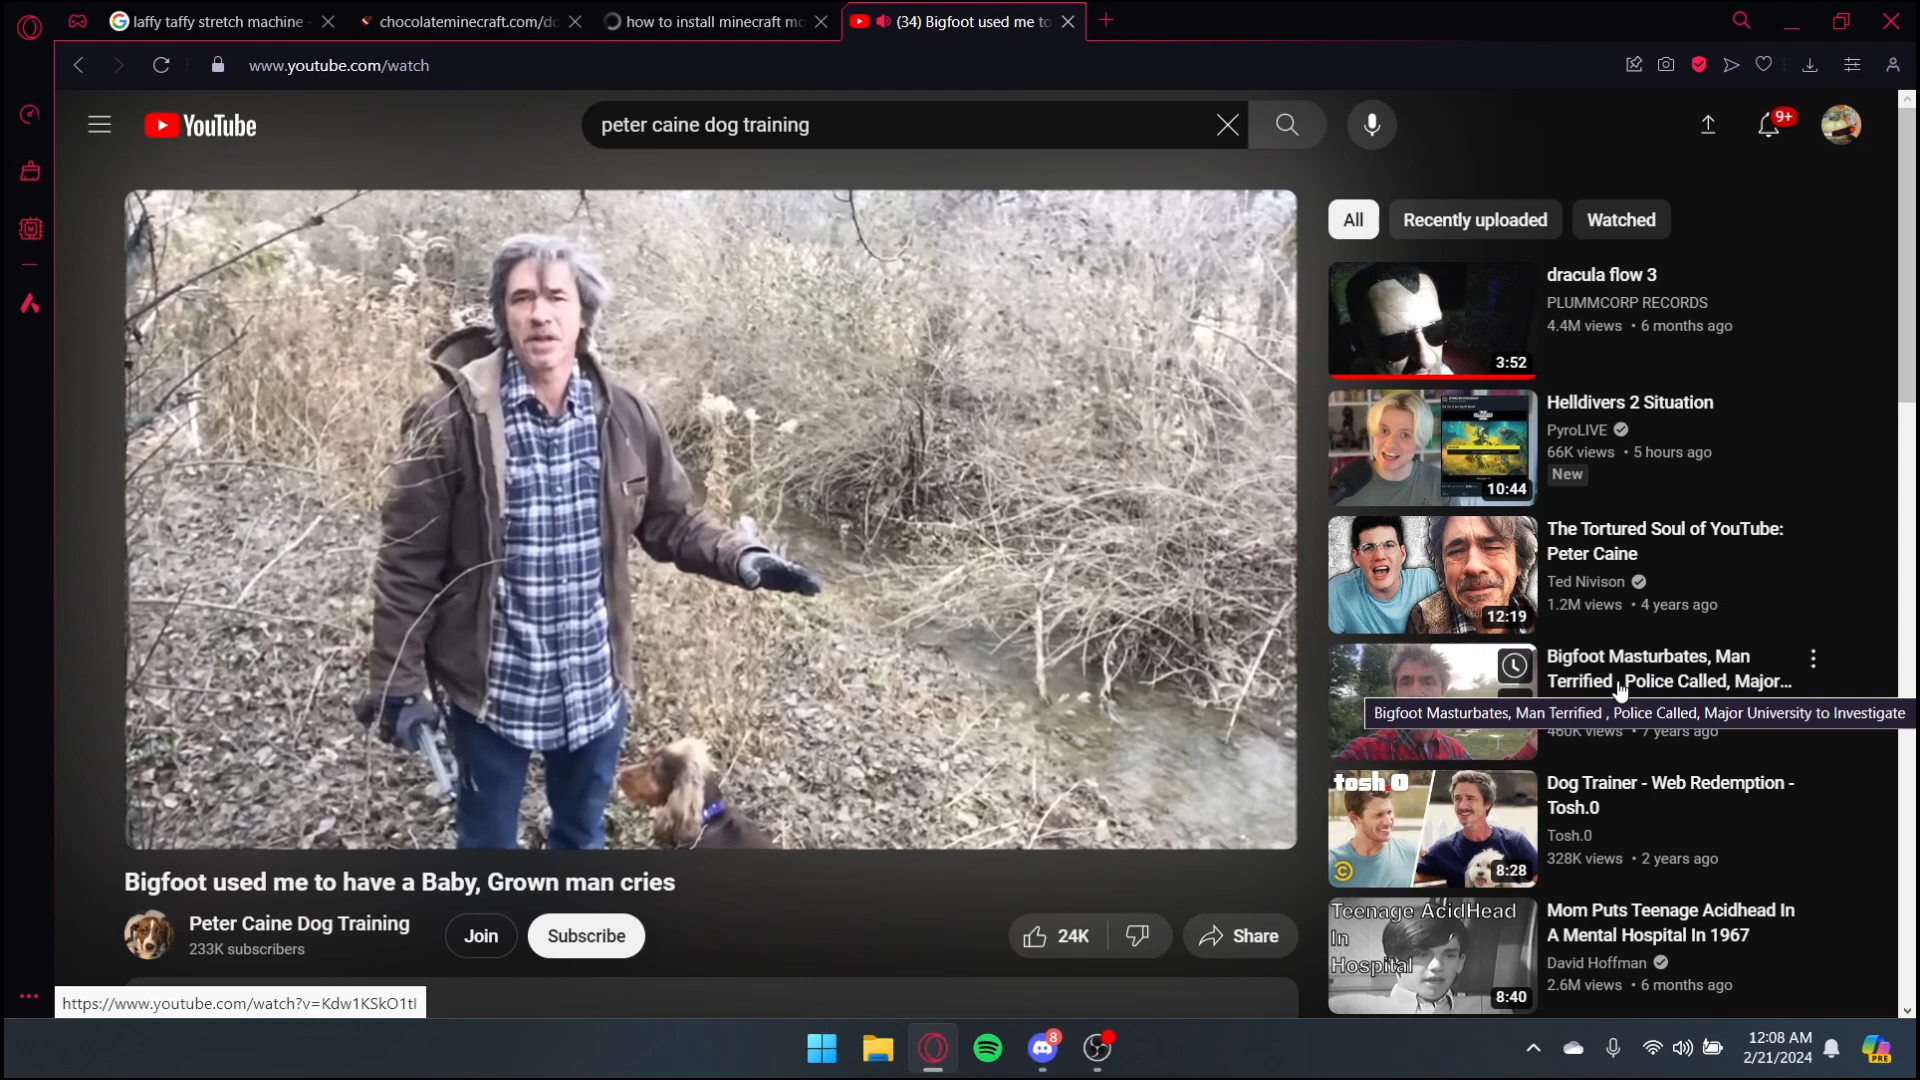 laffy taffy stretch machine -
chocolateminecraft.com/do
how to install minecraft mo
(34) Bigfoot used me to
www.youtube.com/watch
YouTube
peter caine dog training
9+
All
Recently uploaded
Watched
dracula flow 3
PLUMMCORP RECORDS
4.4M views • 6 months ago
3:52
Helldivers 2 Situation
PyroLIVE
66K views • 5 hours ago
New
10:44
The Tortured Soul of YouTube:
Peter Caine
Ted Nivison
1.2M views • 4 years ago
12:19
Bigfoot Masturbates, Man
Terrified , Police Called, Major...
Bigfoot Masturbates, Man Terrified , Police Called, Major University to Investigate
460K views • 7 years ago
tosh.0
Dog Trainer - Web Redemption -
Tosh.0
Tosh.0
328K views • 2 years ago
8:28
Teenage AcidHead
In
Hospital
Mom Puts Teenage Acidhead In
A Mental Hospital In 1967
David Hoffman
2.6M views • 6 months ago
8:40
Bigfoot used me to have a Baby, Grown man cries
Peter Caine Dog Training
233K subscribers
Join
Subscribe
24K
Share
https://www.youtube.com/watch?v=Kdw1KSkO1tI
8
12:08 AM
2/21/2024
PRE